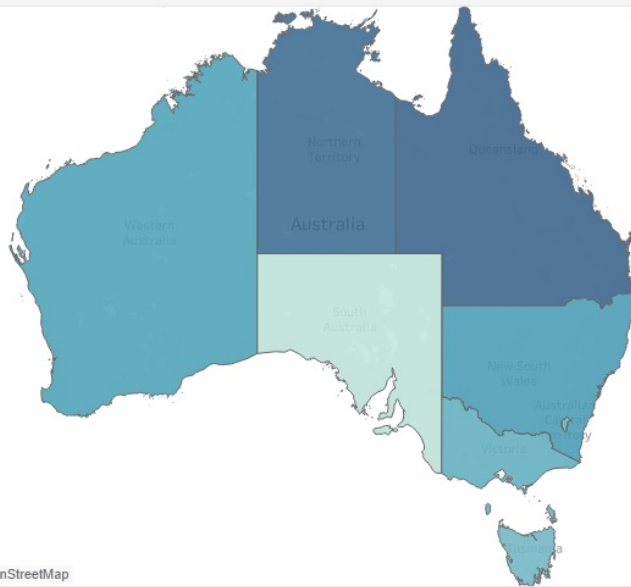 Northern
Territory
Queensland
Western
Australia
Australia
South
Australia
New South
Wales
Australian
Capital
Territory
Victoria
Tasmania
nStreetMap